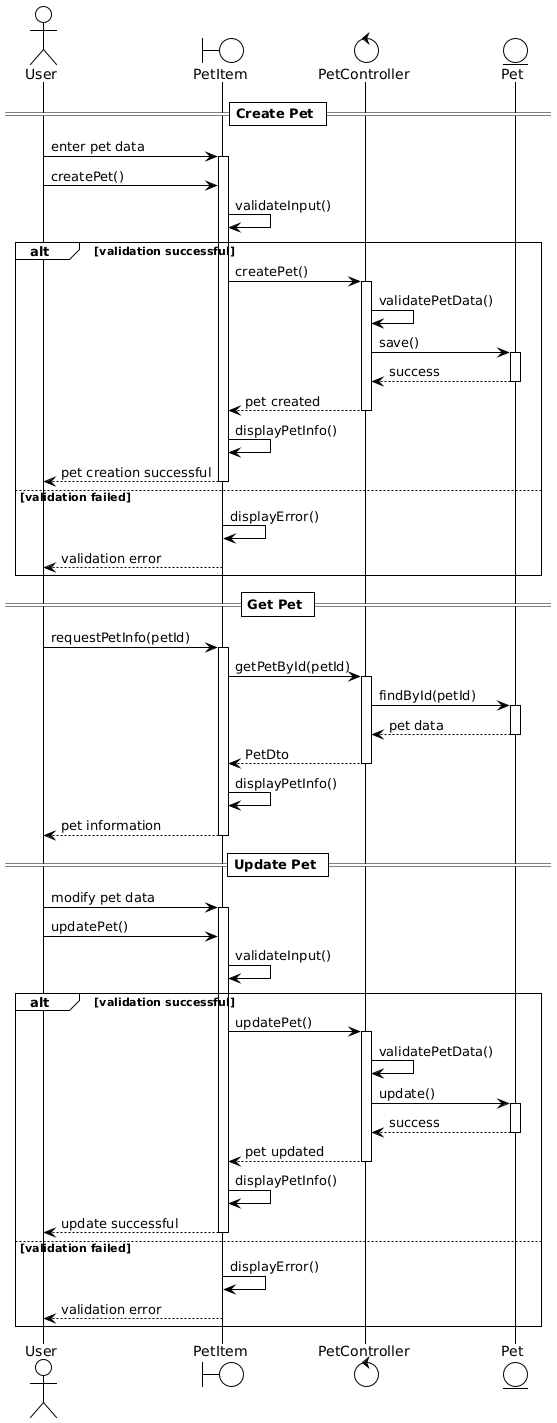 User
PetItem
PetController
Pet
Create Pet
enter pet data
createPet()
validateInput()
alt
[validation successful]
createPet()
validatePetData()
save()
success
pet created
displayPetInfo()
pet creation successful
[validation failed]
displayError()
validation error
Get Pet
requestPetInfo(petId)
getPetById(petId)
findById(petId)
pet data
PetDto
displayPetInfo()
pet information
Update Pet
modify pet data
updatePet()
validateInput()
alt
[validation successful]
updatePet()
validatePetData()
update()
success
pet updated
displayPetInfo()
update successful
[validation failed]
displayError()
validation error
User
PetItem
PetController
Pet